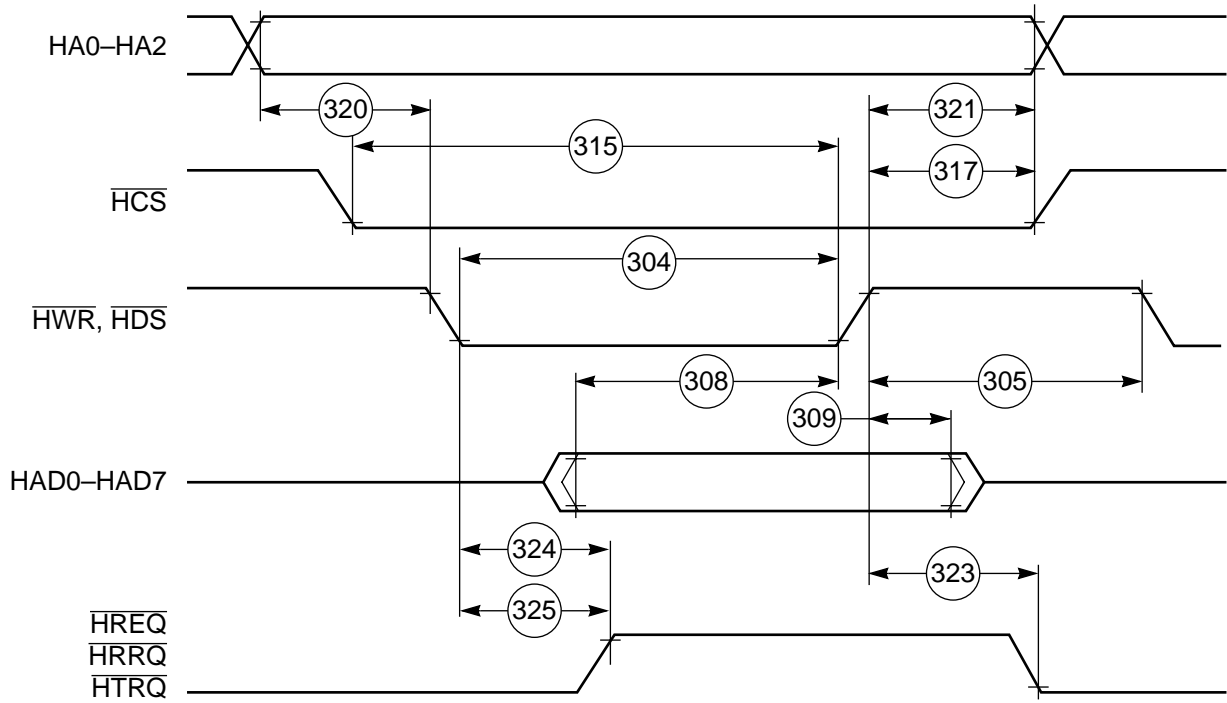 HA0–HA2
320
321
315
317
HCS
304
HWR, HDS
308
305
309
HAD0–HAD7
324
323
325
HREQ
HRRQ
HTRQ